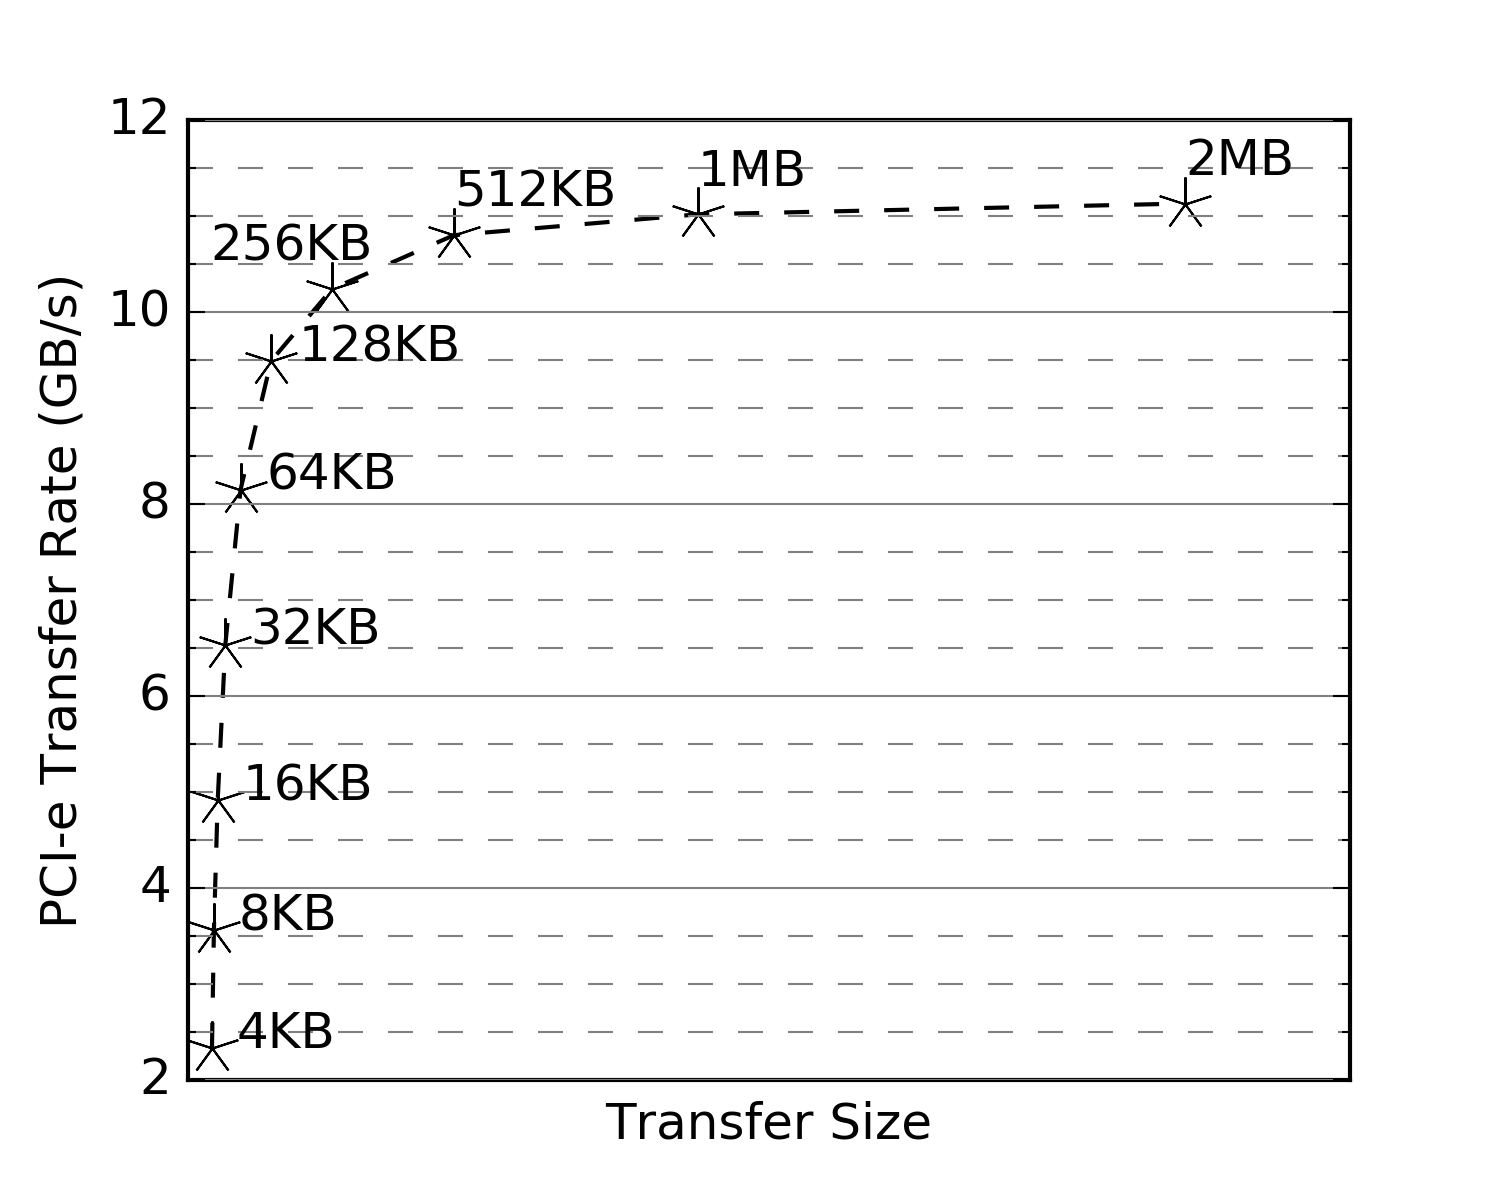 12
10
8
6
4
2
PCI-e Transfer Rate (GB/s)
2MB
1MB
512KB
256KB
128KB
64KB
32KB
16KB
8KB
4KB
Transfer Size